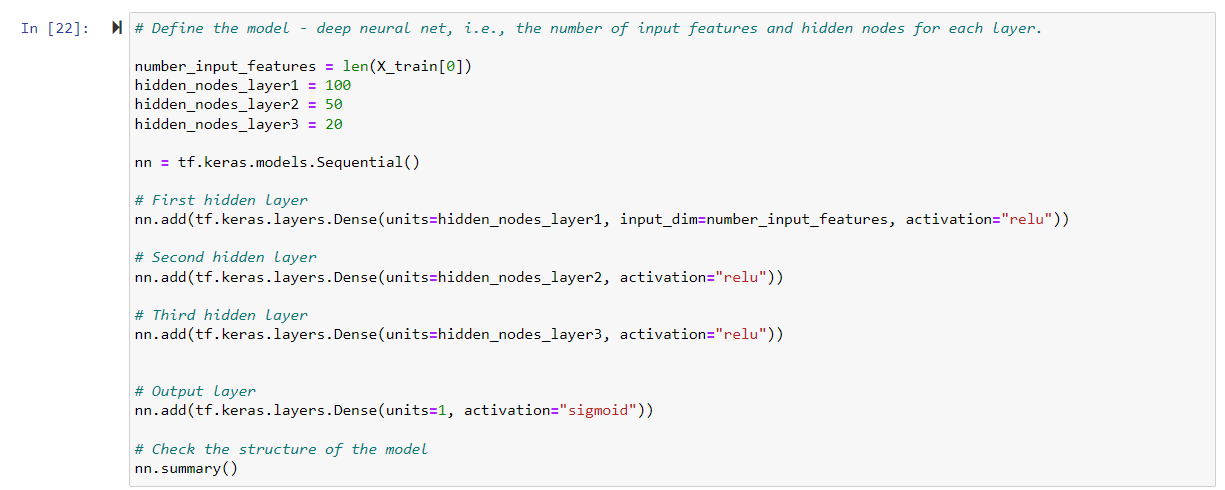 In [22]:
# Define the model - deep neural net, i.e., the number of input features and hidden nodes for each layer.
number_input_features = len(X_train[0])
hidden_nodes_layer1 = 100
hidden_nodes_layer2 = 50
hidden_nodes_layer3 = 20
nn = tf.keras.models.Sequential()
# First hidden layer
nn.add(tf.keras.layers.Dense(units=hidden_nodes_layer1, input_dim=number_input_features, activation="relu"))
# Second hidden layer
nn.add(tf.keras.layers.Dense(units=hidden_nodes_layer2, activation="relu"))
# Third hidden layer
nn.add(tf.keras.layers.Dense(units=hidden_nodes_layer3, activation="relu"))
# Output layer
nn.add(tf.keras.layers.Dense(units=1, activation="sigmoid"))
# Check the structure of the model
nn.summary()